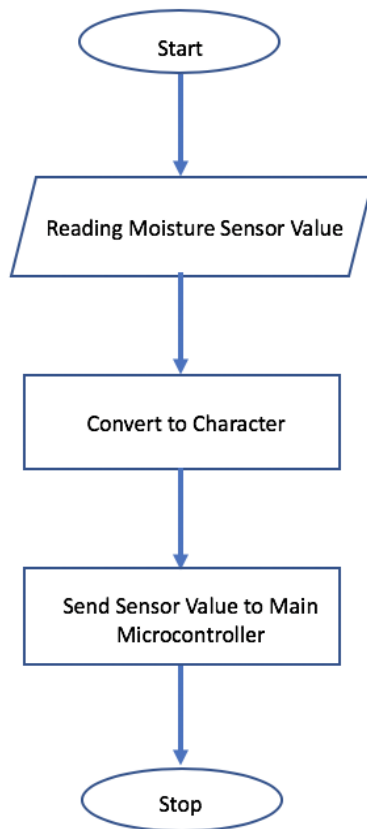 Start
Reading Moisture Sensor Value
Convert to Character
Send Sensor Value to Main
Microcontroller
Stop